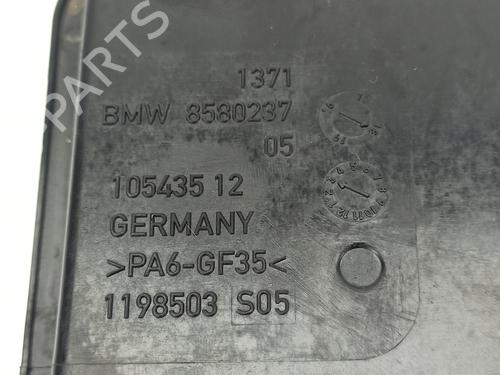 PARTS
1371
BMW 8580237
05
105435 12
GERMANY
>PA6-GF35<
1198503 S05